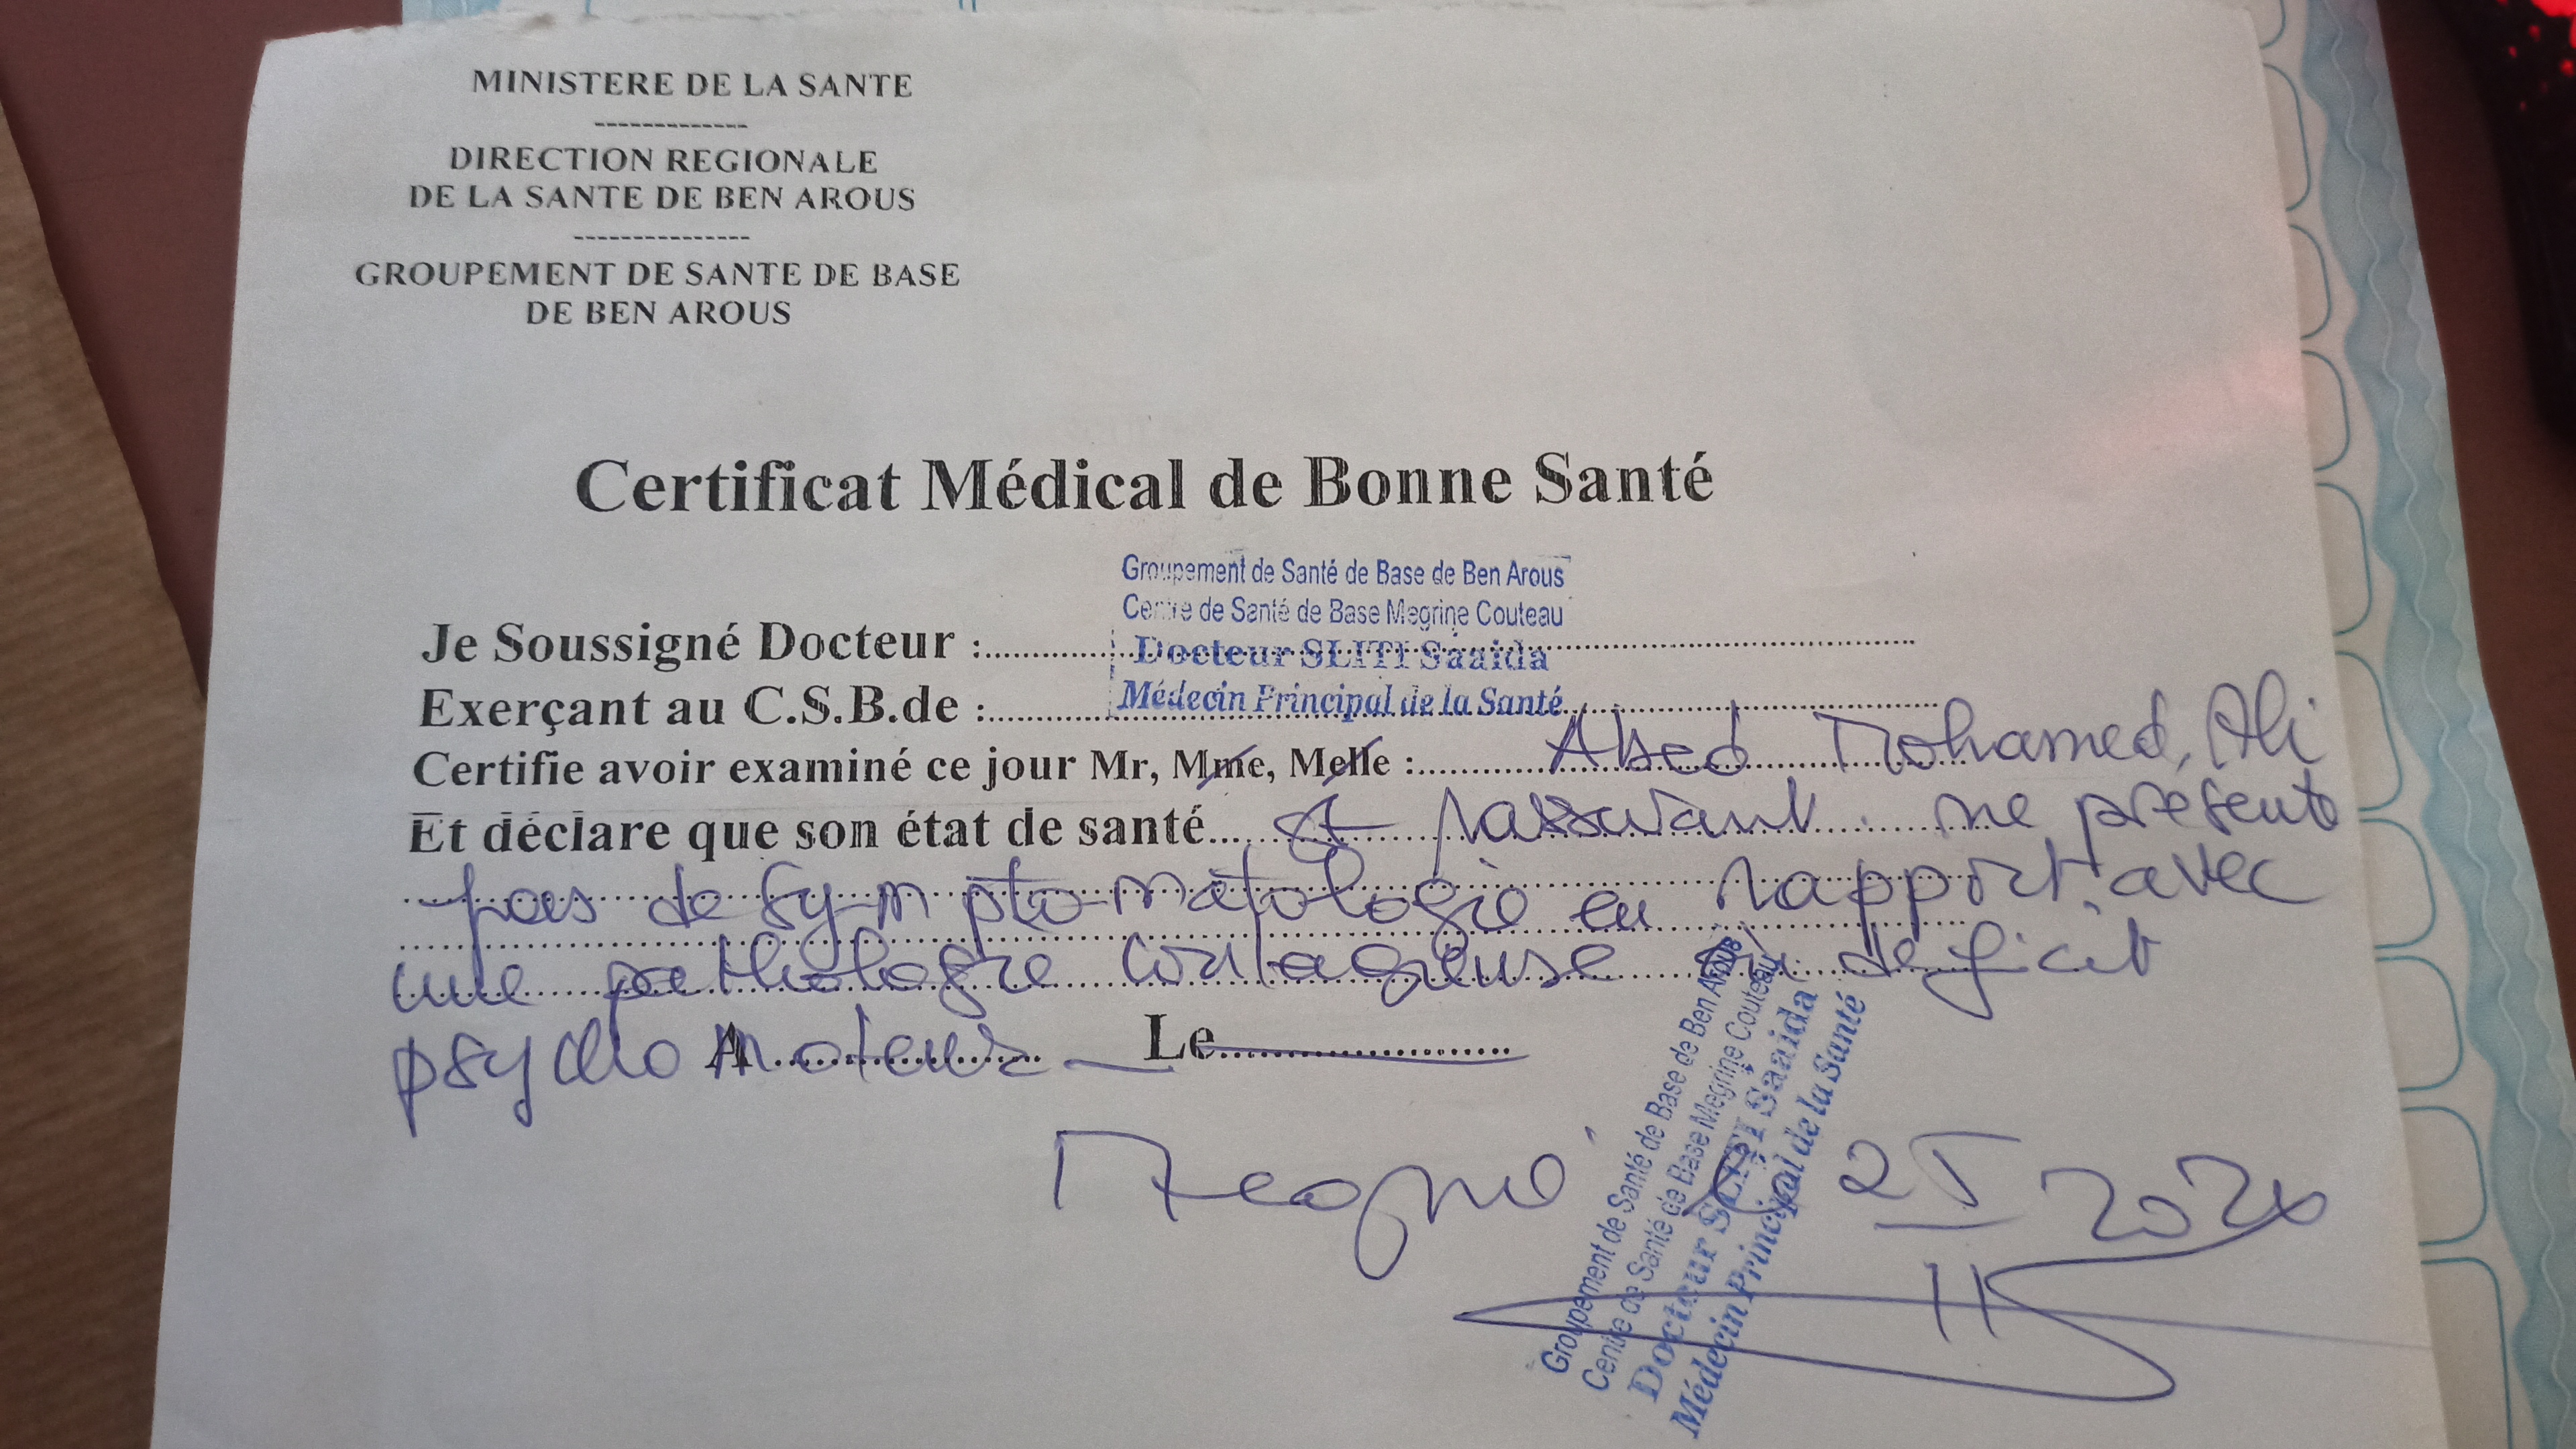 MINISTERE DE LA SANTE
-------------
DIRECTION REGIONALE
DE LA SANTE DE BEN AROUS
---------------
GROUPEMENT DE SANTE DE BASE
DE BEN AROUS
Certificat Médical de Bonne Santé
Groupement de Santé de Base de Ben Arous
Centre de Santé de Base Megrine Couteau
Je Soussigné Docteur : Docteur SLITI Saaida
Exerçant au C.S.B.de : Médecin Principal de la Santé
Certifie avoir examiné ce jour Mr, Mme, Melle : Abed Mohamed Ali
Et déclare que son état de santé est rassurant. ne présente
pas de symptomatologie en rapport avec
une pathologie contagieuse ou déficit
psycho moteur
A Le
Groupement de Santé de Base de Ben Arous
Centre de Santé de Base Megrine Couteau
Docteur SLITI Saaida
Médecin Principal de la Santé